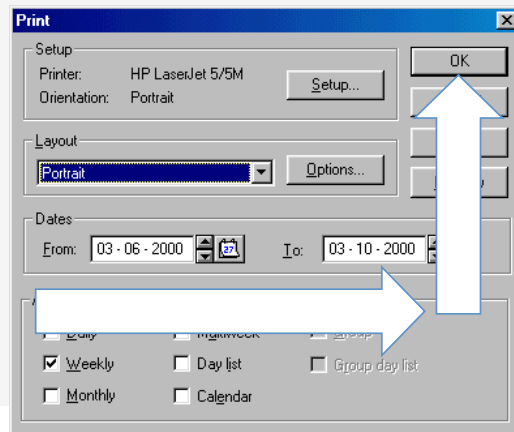 Print
Setup
Printer: HP LaserJet 5/5M
Orientation: Portrait
Setup...
OK
Layout
Portrait
Options...
Dates
From: 03 - 06 - 2000
27
To: 03 - 10 - 2000
Weekly
Day list
Group day list
Monthly
Calendar